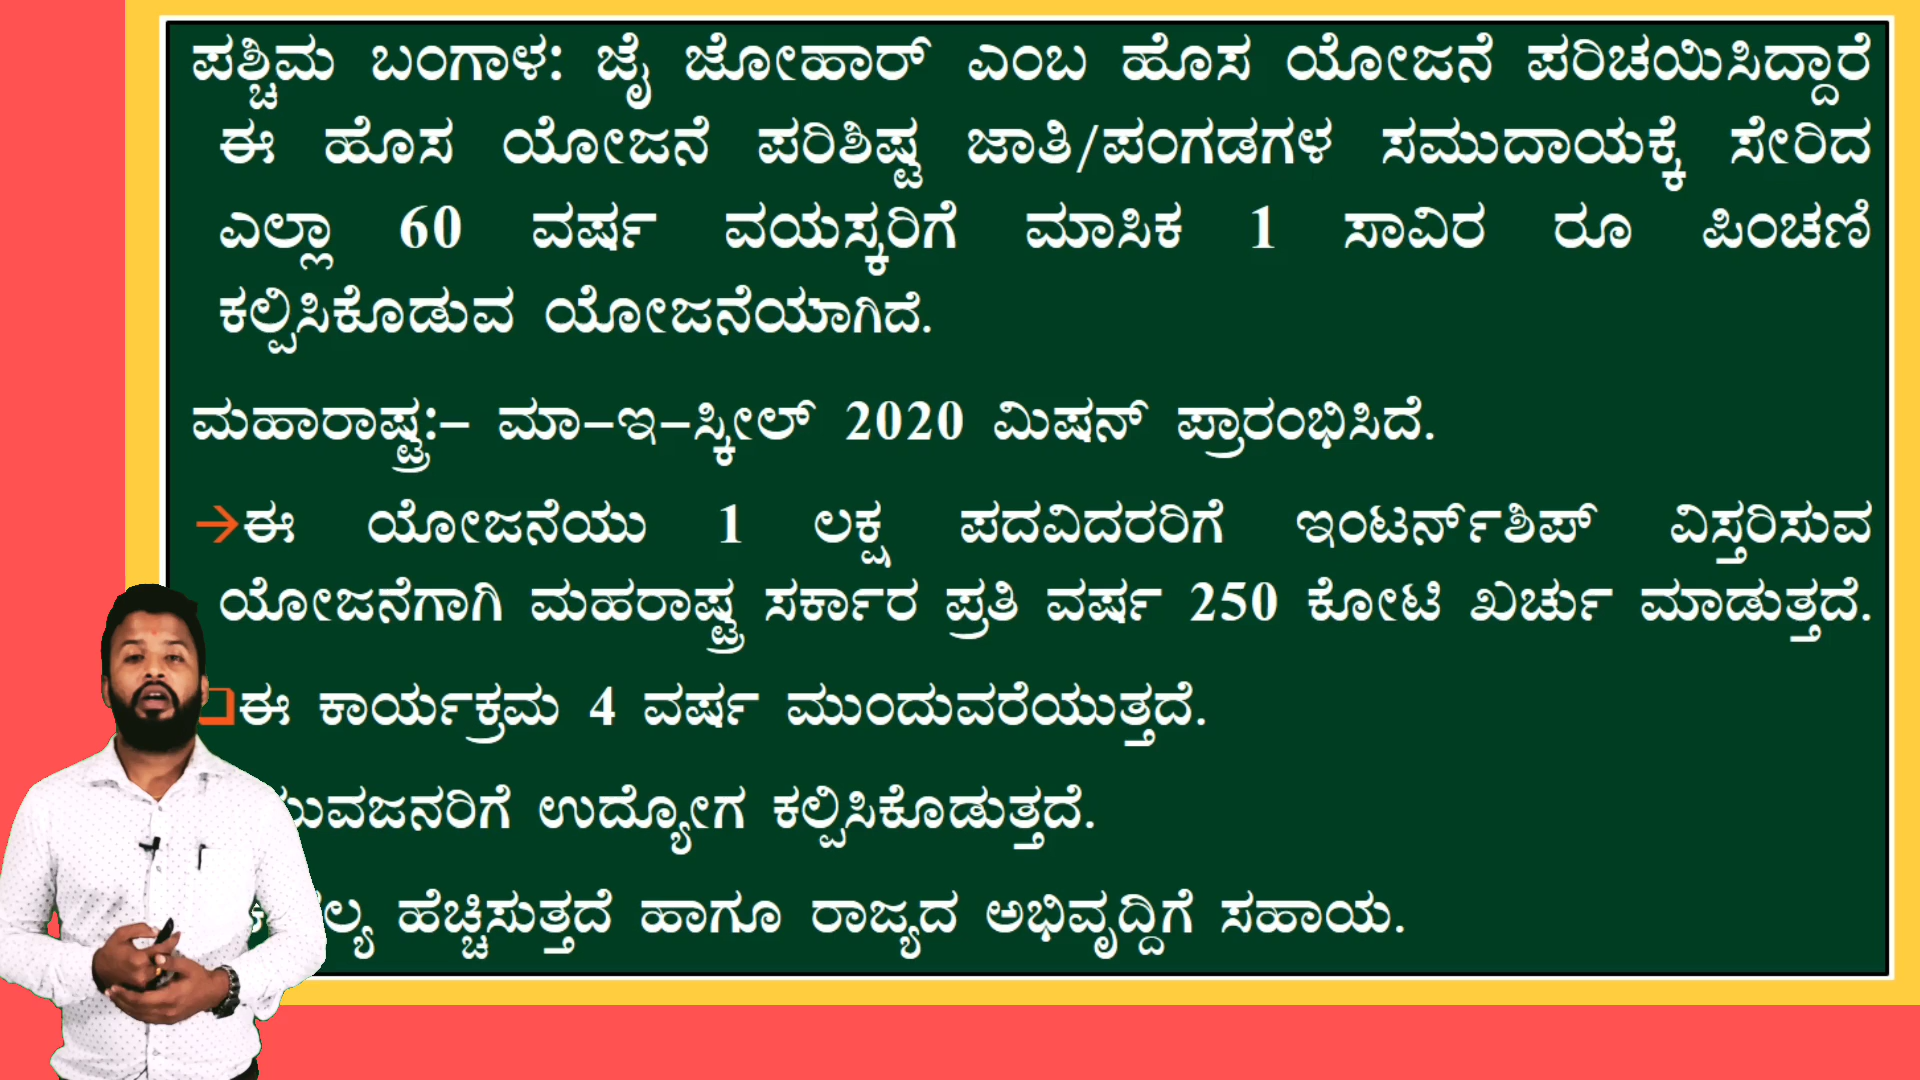 ಪಶ್ಚಿಮ ಬಂಗಾಳ: ಜೈ ಜೋಹಾರ್ ಎಂಬ ಹೊಸ ಯೋಜನೆ ಪರಿಚಯಿಸಿದ್ದಾರೆ
ಈ ಹೊಸ ಯೋಜನೆ ಪರಿಶಿಷ್ಟ ಜಾತಿ/ಪಂಗಡಗಳ ಸಮುದಾಯಕ್ಕೆ ಸೇರಿದ
ಎಲ್ಲಾ 60 ವರ್ಷ ವಯಸ್ಕರಿಗೆ ಮಾಸಿಕ 1 ಸಾವಿರ ರೂ ಪಿಂಚಣಿ
ಕಲ್ಪಿಸಿಕೊಡುವ ಯೋಜನೆಯಾಗಿದೆ.
ಮಹಾರಾಷ್ಟ್ರ:– ಮಾ–ಇ–ಸ್ಕೀಲ್ 2020 ಮಿಷನ್ ಪ್ರಾರಂಭಿಸಿದೆ.
→ಈ ಯೋಜನೆಯು 1 ಲಕ್ಷ ಪದವಿದರರಿಗೆ ಇಂಟರ್ನ್‌ಶಿಪ್ ವಿಸ್ತರಿಸುವ
ಯೋಜನೆಗಾಗಿ ಮಹರಾಷ್ಟ್ರ ಸರ್ಕಾರ ಪ್ರತಿ ವರ್ಷ 250 ಕೋಟಿ ಖರ್ಚು ಮಾಡುತ್ತದೆ.
ಈ ಕಾರ್ಯಕ್ರಮ 4 ವರ್ಷ ಮುಂದುವರೆಯುತ್ತದೆ.
ಯುವಜನರಿಗೆ ಉದ್ಯೋಗ ಕಲ್ಪಿಸಿಕೊಡುತ್ತದೆ.
ಹೆಚ್ಚಿಸುತ್ತದೆ ಹಾಗೂ ರಾಜ್ಯದ ಅಭಿವೃದ್ದಿಗೆ ಸಹಾಯ.